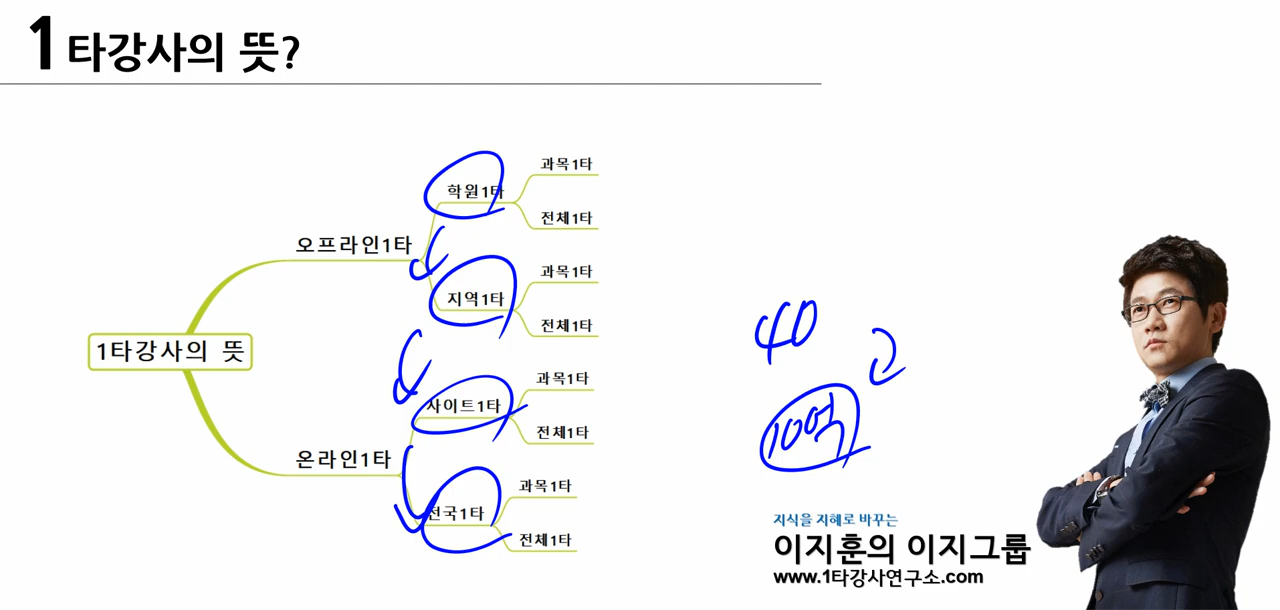 1타강사의 뜻?
과목1타
학원1타
전체1타
오프라인1타
과목1타
지역1타
전체1타
1타강사의 뜻
과목1타
사이트1타
전체1타
온라인1타
과목1타
전국1타
전체1타
40
10억
지식을 지혜로 바꾸는
이지훈의 이지그룹
www.1타강사연구소.com